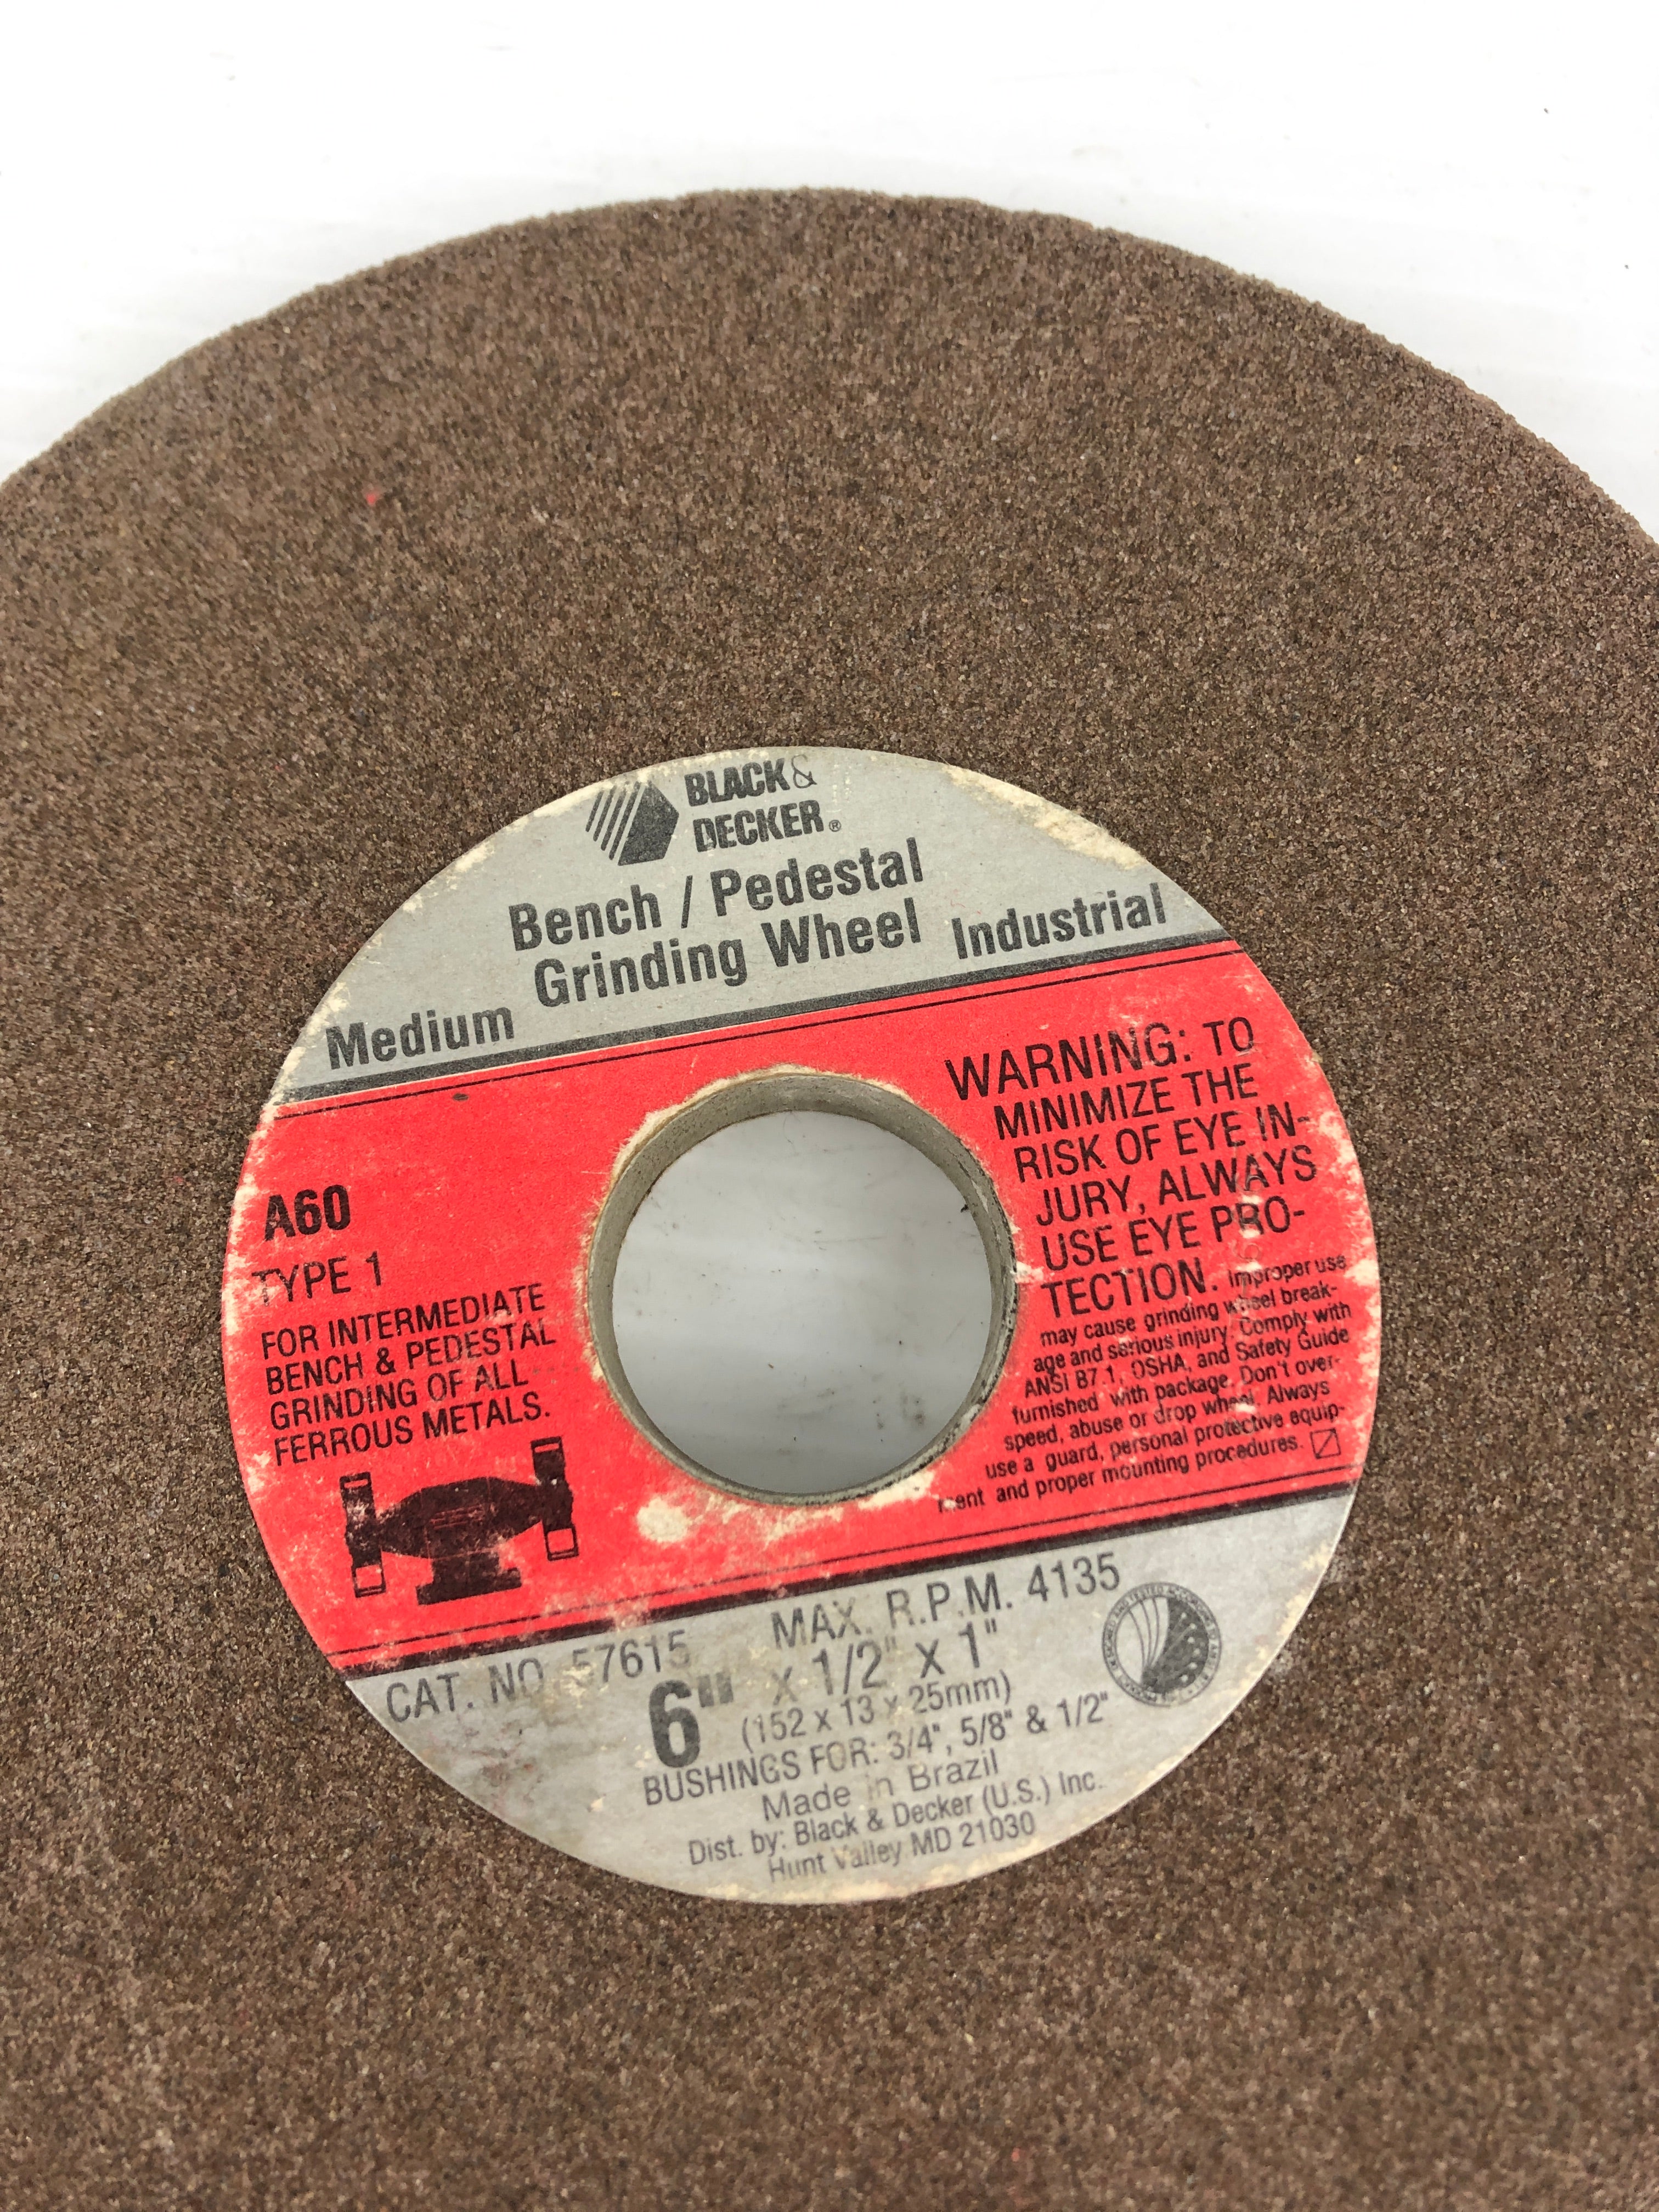 BLACK&
DECKER®
Bench / Pedestal
Grinding Wheel
Medium
Industrial
A60
TYPE 1
FOR INTERMEDIATE
BENCH & PEDESTAL
GRINDING OF ALL
FERROUS METALS.
WARNING: TO
MINIMIZE THE
RISK OF EYE IN-
JURY, ALWAYS
USE EYE PRO-
TECTION. Improper use
may cause grinding wheel break-
age and serious injury. Comply with
ANSI B7.1, OSHA, and Safety Guide
furnished with package. Don't over-
speed, abuse or drop wheel. Always
use a guard, personal protective equip-
ment and proper mounting procedures.
CAT. NO. 57615
MAX. R.P.M. 4135
6" x 1/2" x 1"
(152 x 13 x 25mm)
BUSHINGS FOR: 3/4", 5/8" & 1/2"
Made in Brazil
Dist. by: Black & Decker (U.S.) Inc.
Hunt Valley MD 21030